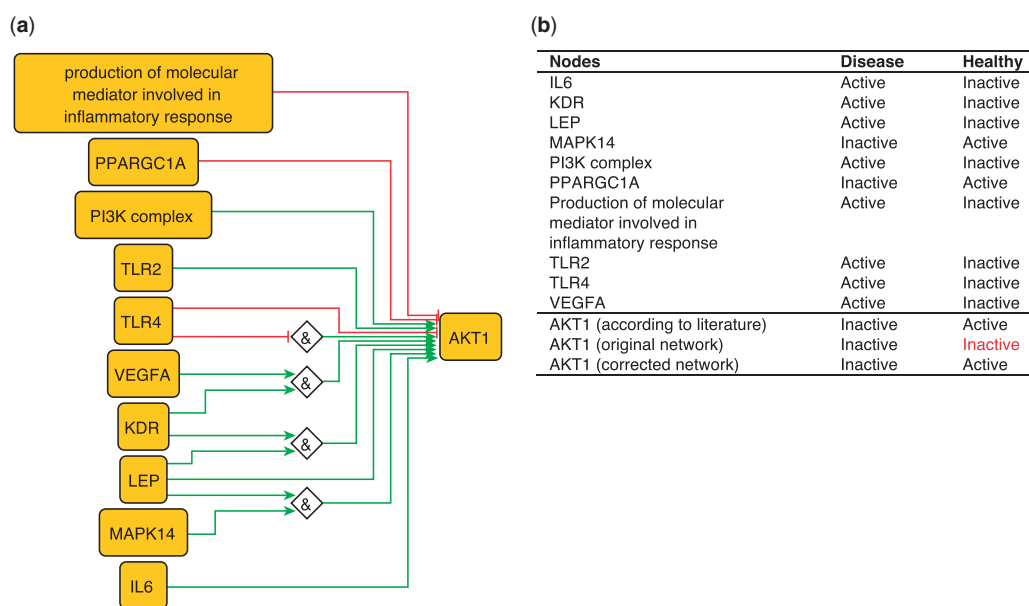 (a)
production of molecular
mediator involved in
inflammatory response
PPARGC1A
PI3K complex
TLR2
TLR4
&
VEGFA
&
KDR
&
LEP
&
MAPK14
IL6
AKT1
(b)
Nodes Disease Healthy
IL6 Active Inactive
KDR Active Inactive
LEP Active Inactive
MAPK14 Inactive Active
PI3K complex Active Inactive
PPARGC1A Inactive Active
Production of molecular Active Inactive
mediator involved in
inflammatory response
TLR2 Active Inactive
TLR4 Active Inactive
VEGFA Active Inactive
AKT1 (according to literature) Inactive Active
AKT1 (original network) Inactive Inactive
AKT1 (corrected network) Inactive Active